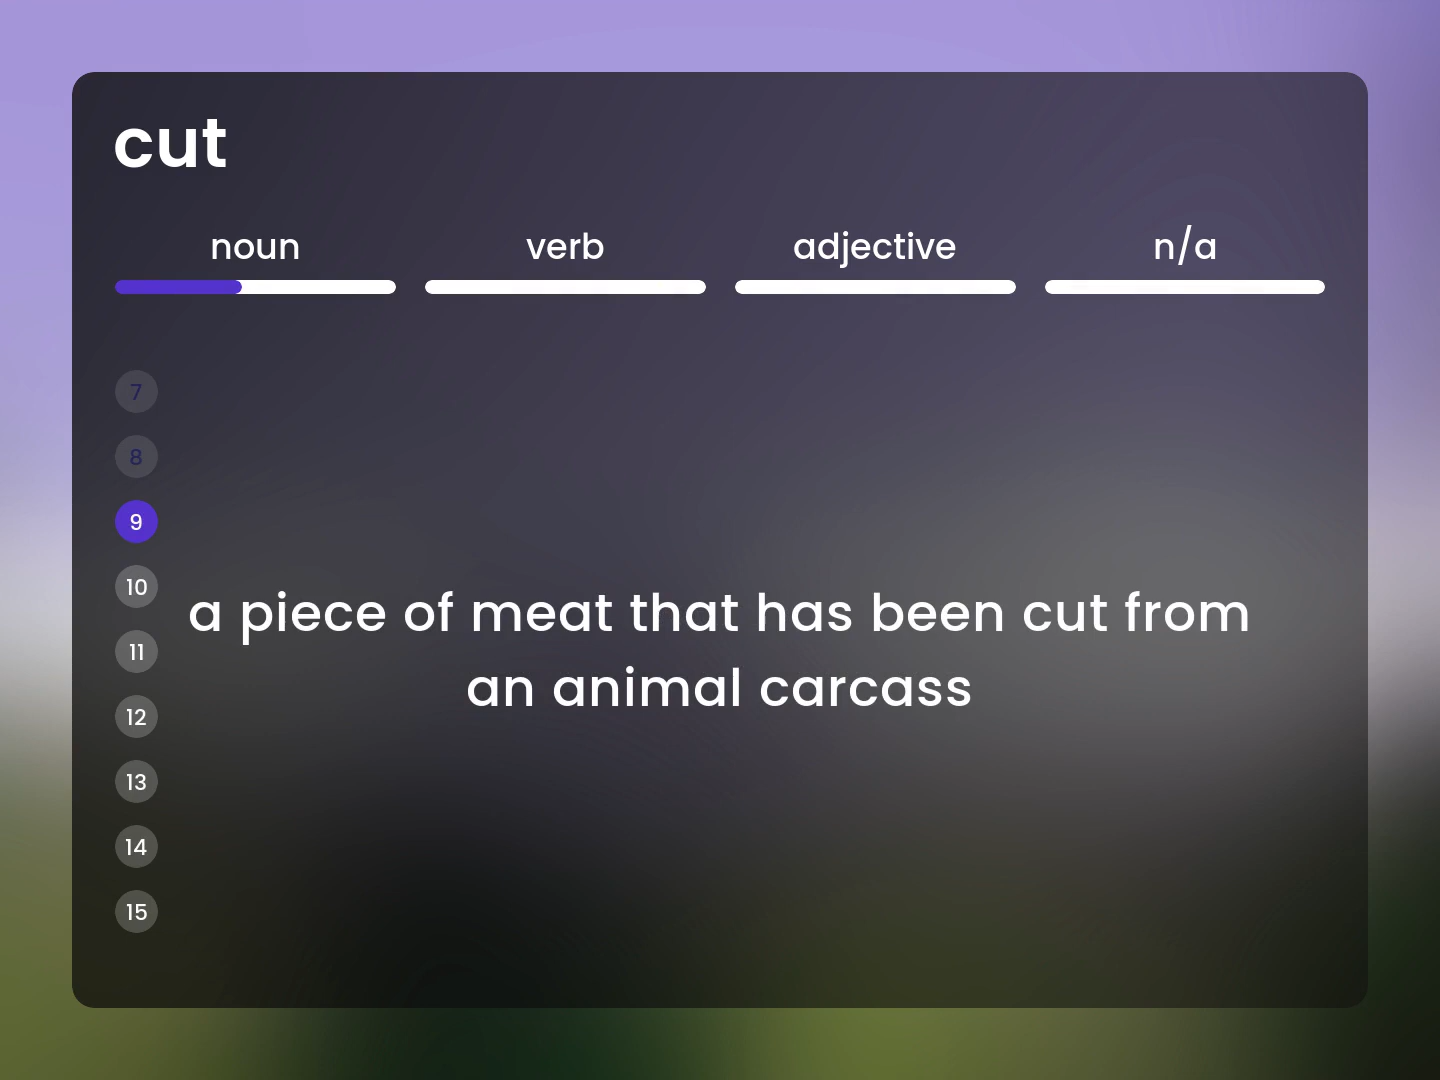 cut
noun
verb
adjective
n/a
7
8
9
10
11
12
13
14
15
a piece of meat that has been cut from
an animal carcass